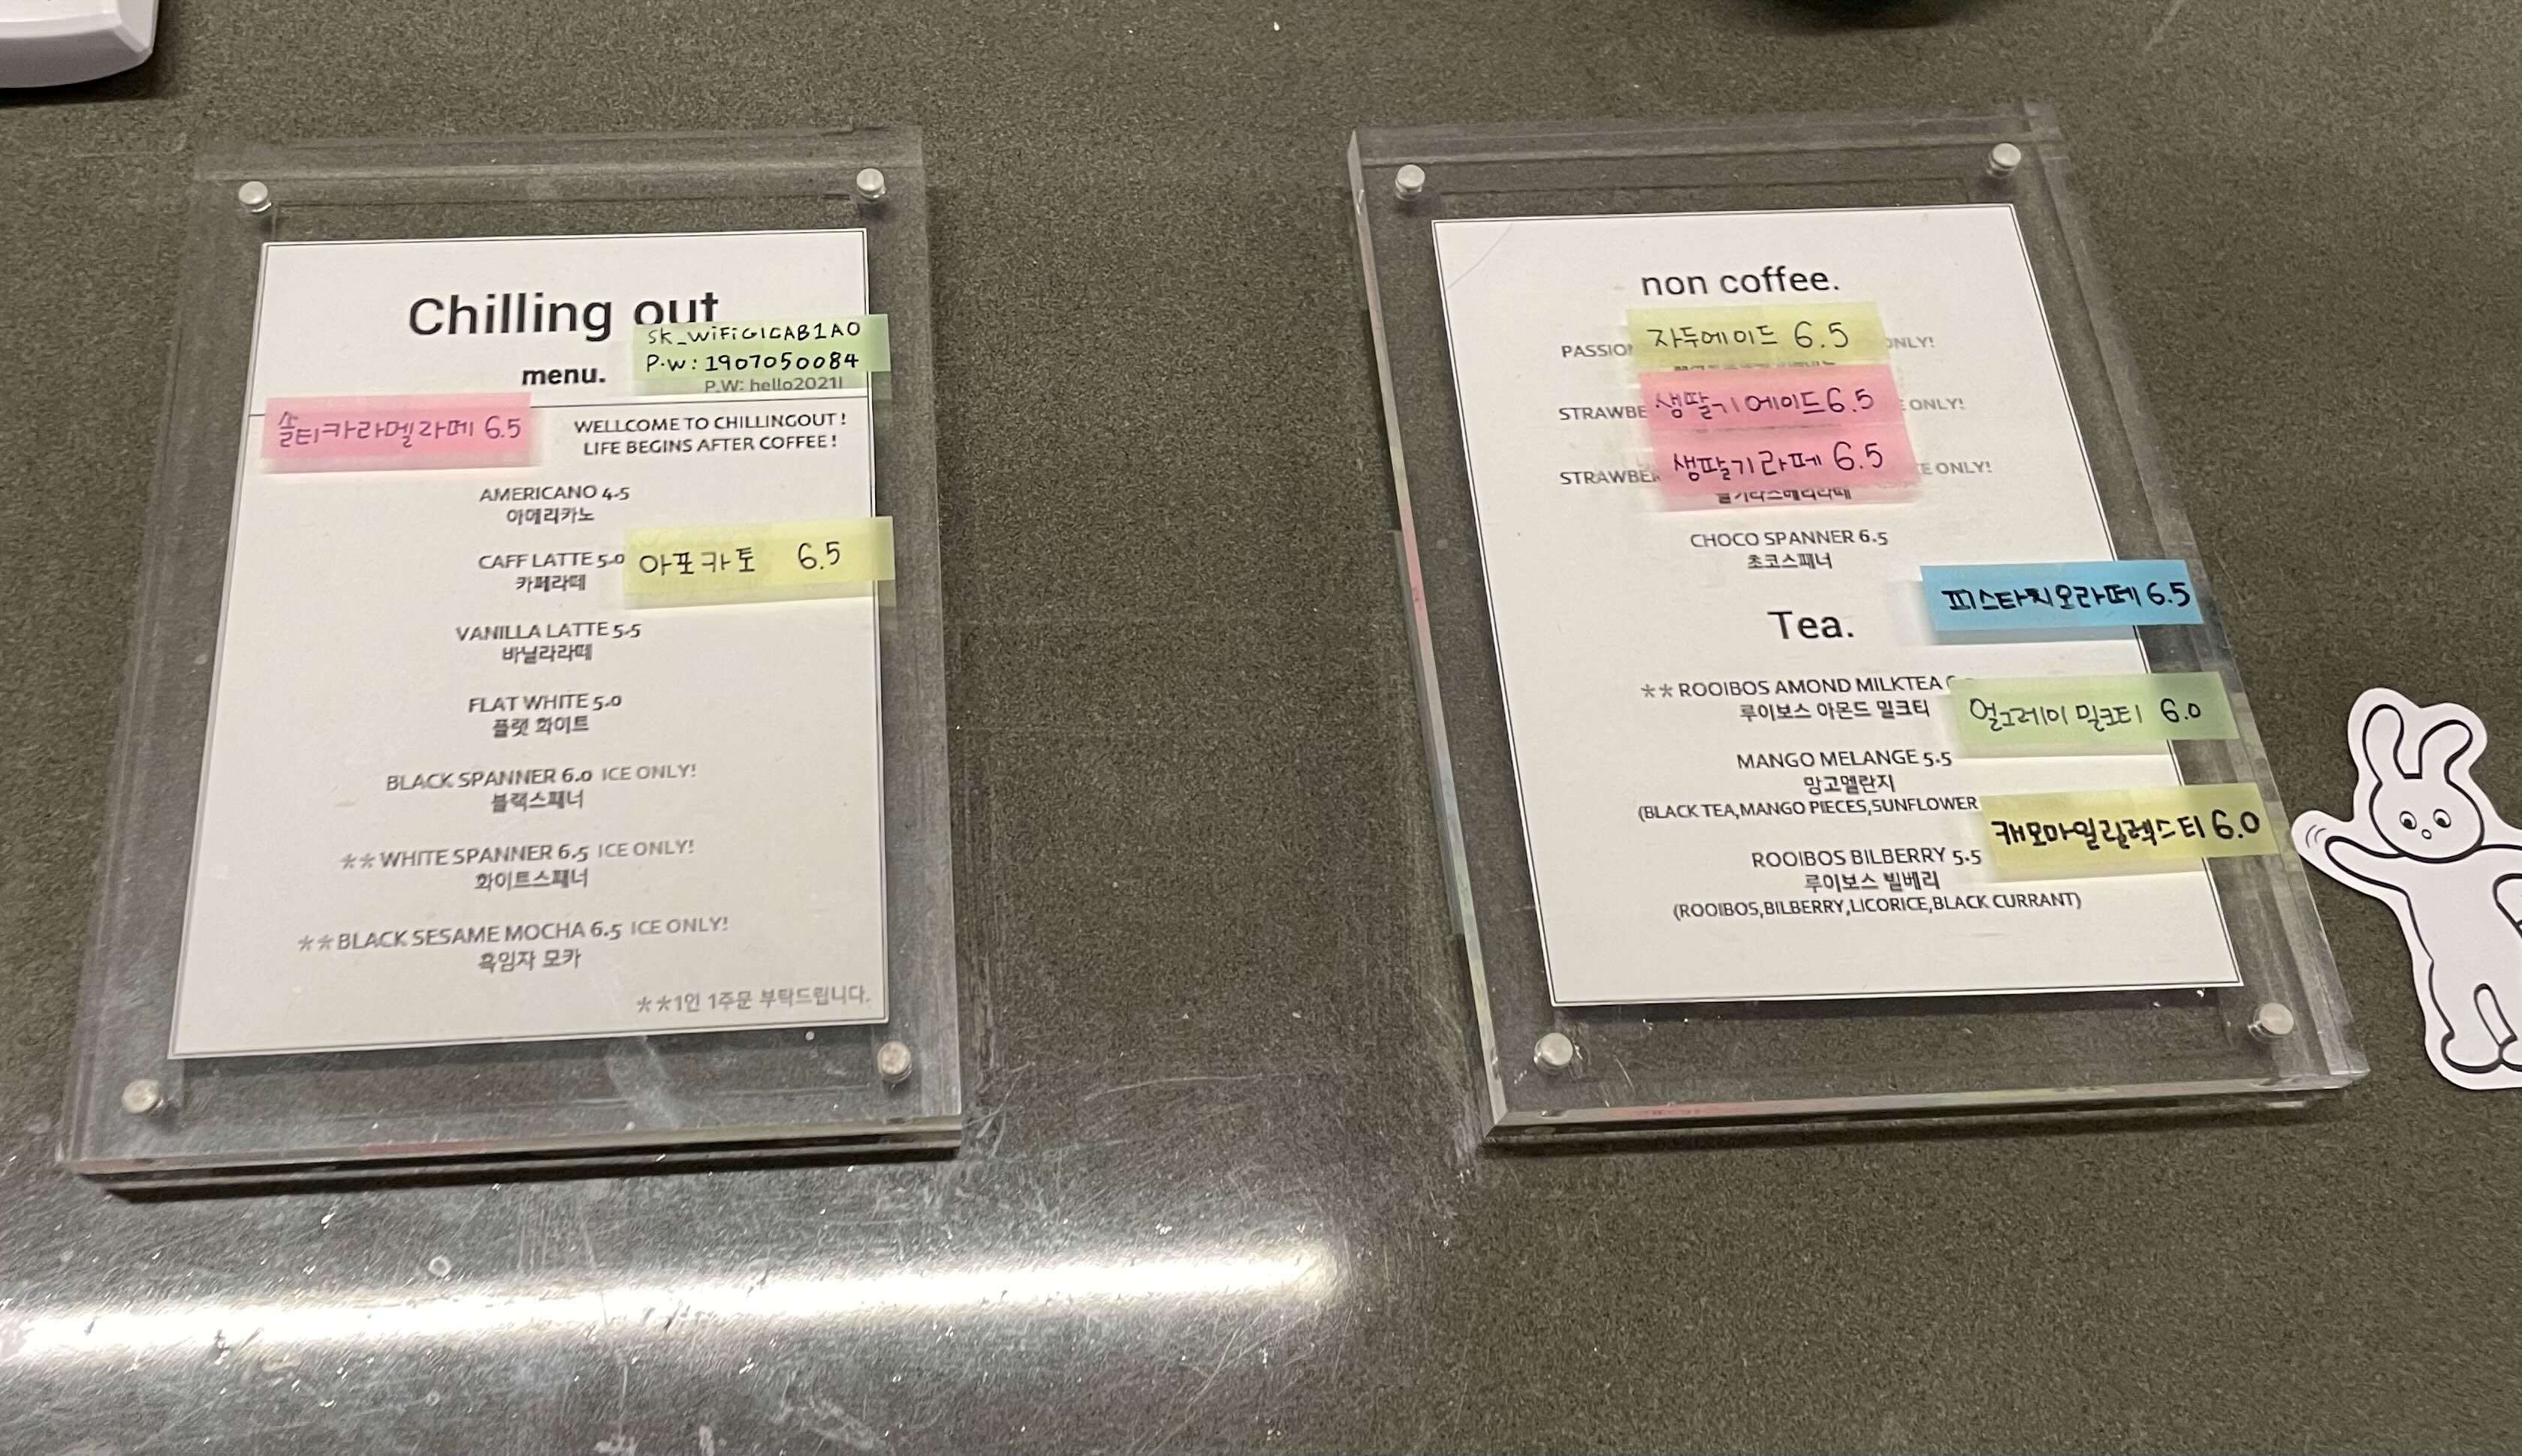 Chilling out
sk_WiFiG1CAB1A0
P.w: 1907050084
menu.
P.W: hello2021!
솔티카라멜라떼 6.5
WELLCOME TO CHILLINGOUT !
LIFE BEGINS AFTER COFFEE !
AMERICANO 4.5
아메리카노
CAFF LATTE 5.0
카페라떼
아포카토 6.5
VANILLA LATTE 5.5
바닐라라떼
FLAT WHITE 5.0
플랫 화이트
BLACK SPANNER 6.0 ICE ONLY!
블랙스패너
**WHITE SPANNER 6.5 ICE ONLY!
화이트스패너
**BLACK SESAME MOCHA 6.5 ICE ONLY!
흑임자 모카
**1인 1주문 부탁드립니다.
non coffee.
자두에이드 6.5
ONLY!
생딸기에이드 6.5
ONLY!
생딸기라떼 6.5
ONLY!
CHOCO SPANNER 6.5
초코스패너
피스타치오라떼 6.5
Tea.
**ROOIBOS AMOND MILKTEA
루이보스 아몬드 밀크티
얼그레이 밀크티 6.0
MANGO MELANGE 5.5
망고멜란지
(BLACK TEA,MANGO PIECES,SUNFLOWER
캐모마일릴렉스티 6.0
ROOIBOS BILBERRY 5.5
루이보스 빌베리
(ROOIBOS,BILBERRY,LICORICE,BLACK CURRANT)